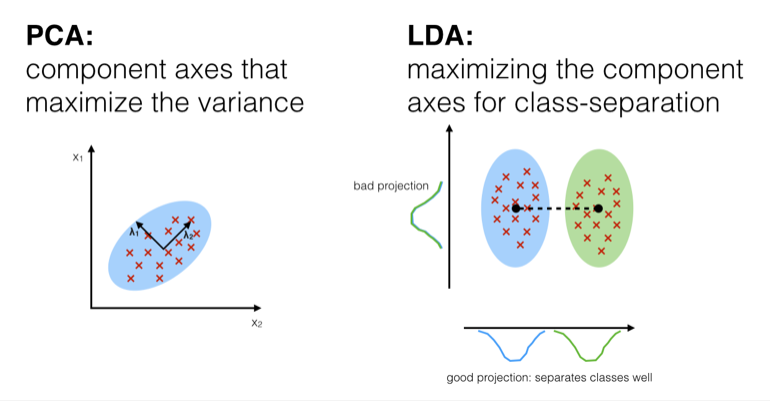 PCA:
component axes that
maximize the variance
x₁
λ₁
λ₂
x₂
LDA:
maximizing the component
axes for class-separation
bad projection
good projection: separates classes well